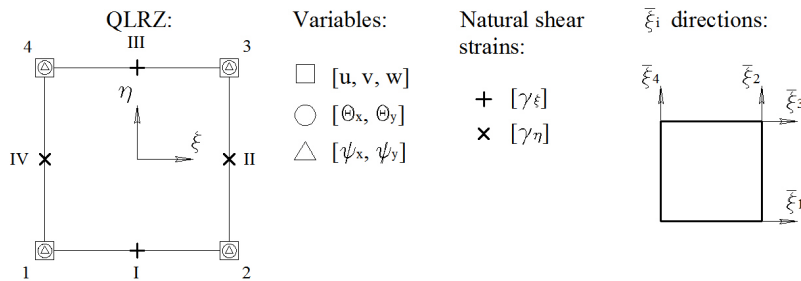 QLRZ:
4
III
3
η
ξ
IV
II
1
I
2
Variables:
[u, v, w]
[Θx, Θy]
[ψx, ψy]
Natural shear
strains:
[γξ]
[γη]
ξ̅i directions:
ξ̅4
ξ̅2
ξ̅3
ξ̅1